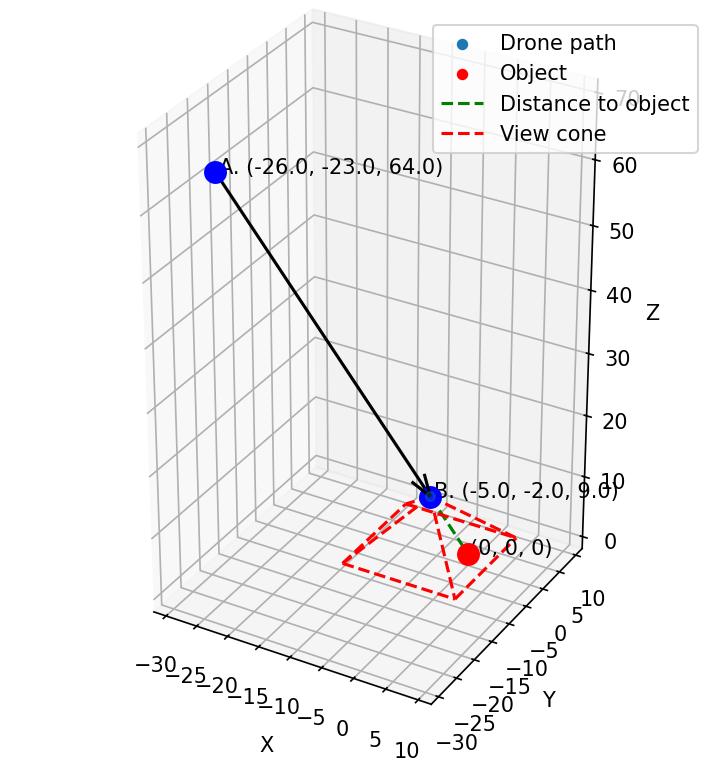 Drone path
Object
Distance to object
View cone
A. (-26.0, -23.0, 64.0)
B. (-5.0, -2.0, 9.0)
(0, 0, 0)
70
60
50
40
30
20
10
0
Z
10
5
0
−5
−10
−15
−20
−25
−30
Y
−30
−25
−20
−15
−10
−5
0
5
10
X